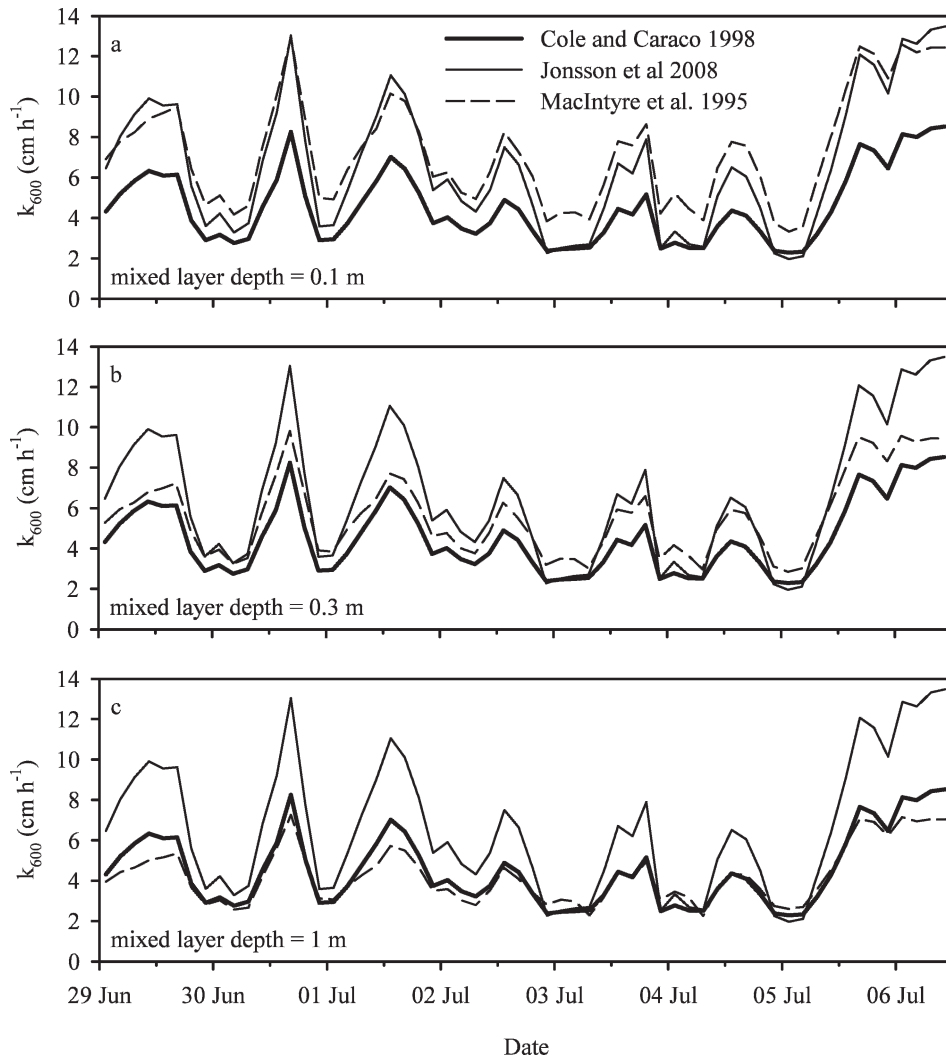 14
a
Cole and Caraco 1998
12
Jonsson et al 2008
10
MacIntyre et al. 1995
8
6
4
2
0
k600 (cm h-1)
mixed layer depth = 0.1 m
14
b
12
10
8
6
4
2
0
k600 (cm h-1)
mixed layer depth = 0.3 m
14
c
12
10
8
6
4
2
0
k600 (cm h-1)
mixed layer depth = 1 m
29 Jun 30 Jun 01 Jul 02 Jul 03 Jul 04 Jul 05 Jul 06 Jul
Date